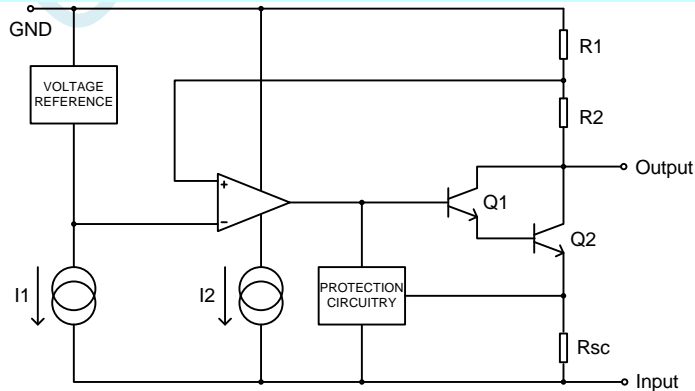 GND
R1
VOLTAGE
REFERENCE
R2
Output
+
Q1
−
Q2
I1
I2
PROTECTION
CIRCUITRY
Rsc
Input